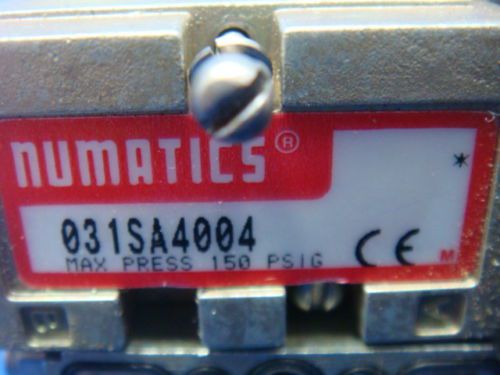 NUMATICS®
*
031SA4004
MAX PRESS 150 PSIG
CE M
B A